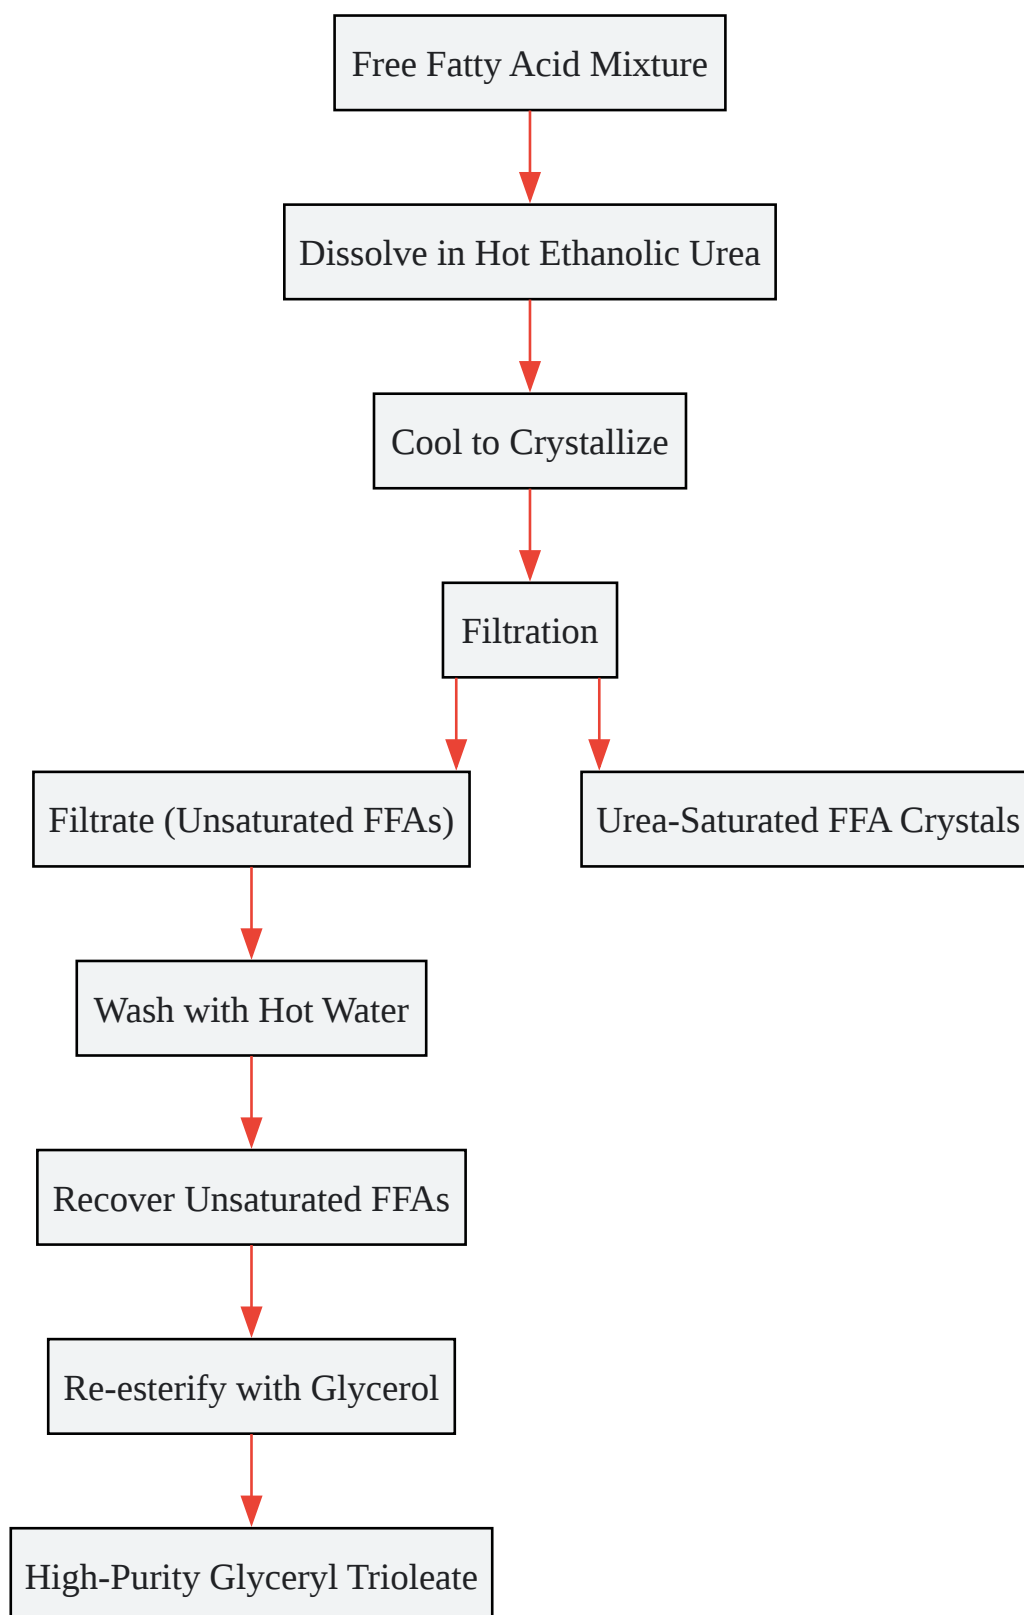 Free Fatty Acid Mixture
Dissolve in Hot Ethanolic Urea
Cool to Crystallize
Filtration
Filtrate (Unsaturated FFAs)
Urea-Saturated FFA Crystals
Wash with Hot Water
Recover Unsaturated FFAs
Re-esterify with Glycerol
High-Purity Glyceryl Trioleate